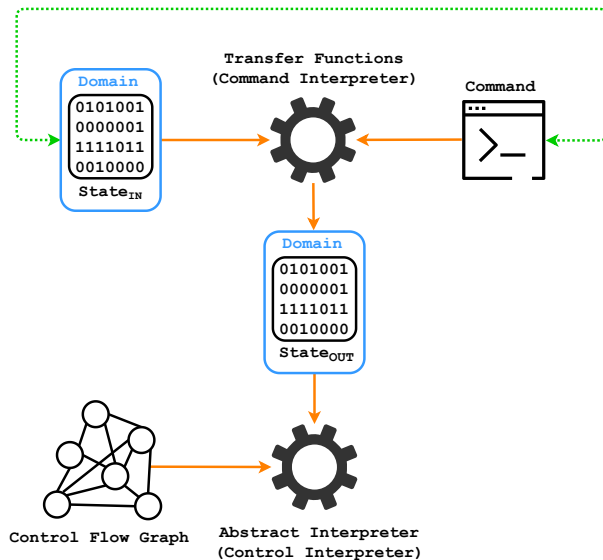 Transfer Functions
(Command Interpreter)
Domain
0101001
0000001
1111011
0010000
State_IN
Command
Domain
0101001
0000001
1111011
0010000
State_OUT
Control Flow Graph
Abstract Interpreter
(Control Interpreter)